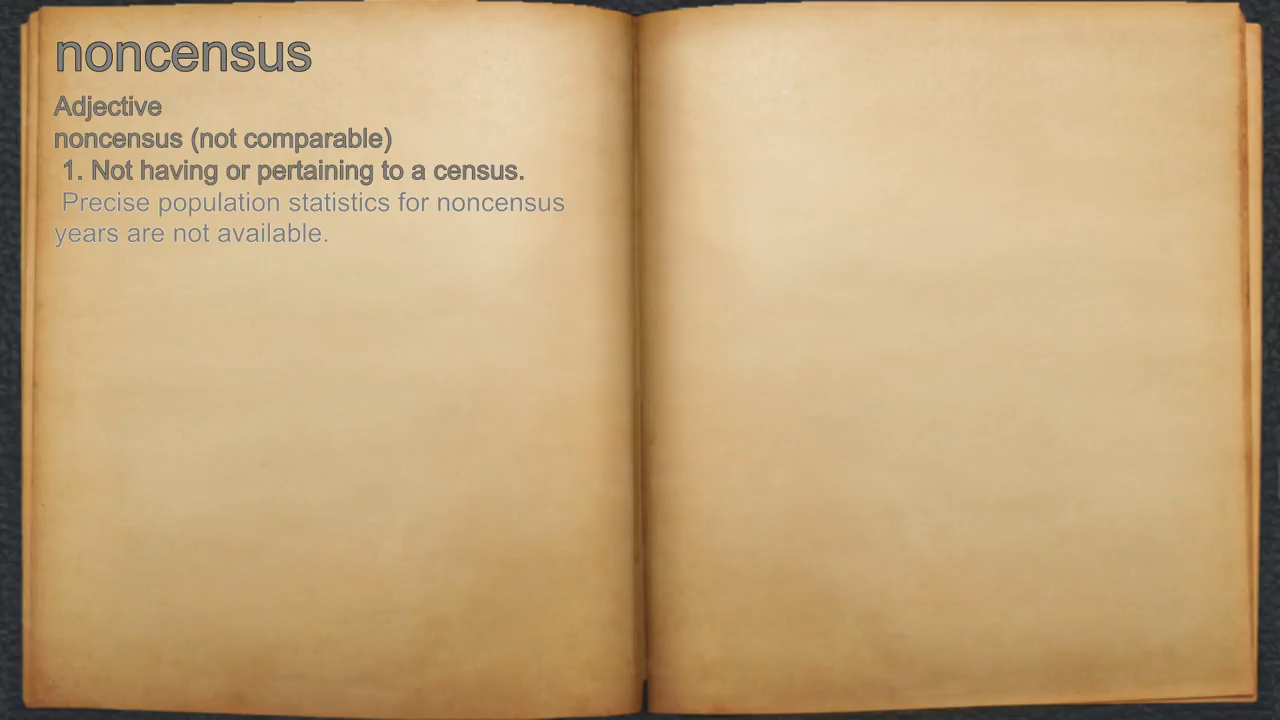 noncensus
Adjective
noncensus (not comparable)
1. Not having or pertaining to a census.
Precise population statistics for noncensus
years are not available.